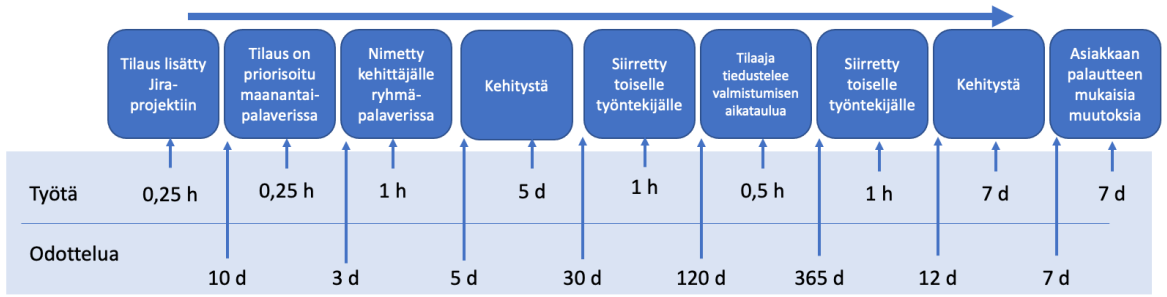 Tilaus lisätty
Jira-
projektiin
Tilaus on
priorisoitu
maanantai-
palaverissa
Nimetty
kehittäjälle
ryhmä-
palaverissa
Kehitystä
Siirretty
toiselle
työntekijälle
Tilaaja
tiedustelee
valmistumisen
aikataulua
Siirretty
toiselle
työntekijälle
Kehitystä
Asiakkaan
palautteen
mukaisia
muutoksia
Työtä 0,25 h 0,25 h 1 h 5 d 1 h 0,5 h 1 h 7 d 7 d
Odottelua
10 d 3 d 5 d 30 d 120 d 365 d 12 d 7 d